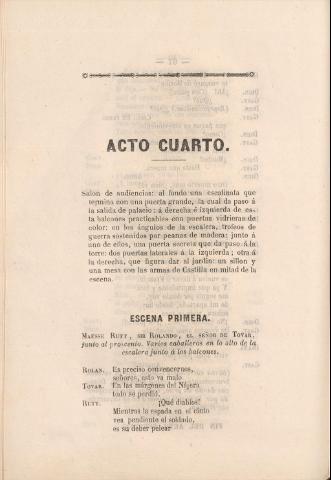 ACTO CUARTO.
Salon de audiencias: al fondo una escalinata que
termina con una puerta grande, la cual da paso á
la salida de palacio: á derecha é izquierda de es-
ta balcones practicables con puertas vidrieras de
color: en los ángulos de la escalera, trofeos de
guerra sostenidos por peanas de madera; junto á
uno de ellos, una puerta secreta que da paso á la
torre: dos puertas laterales á la izquierda; otra á
la derecha, que figura dar al jardin: un sillon y
una mesa con las armas de Castilla en mitad de la
escena.
ESCENA PRIMERA.
MAESSE RUTT, SIR ROLANDO, EL SEÑOR DE TOVAR,
junto al proscenio. Varios caballeros en lo alto de la
escalera junto á los balcones.
ROLAN. Es preciso convencernos,
señores, esto va malo.
TOVAR. En las márgenes del Nájera
todo se perdió.
RUTT. ¡Qué diablos!
Mientras la espada en el cinto
vea pendiente el soldado,
es su deber pelear